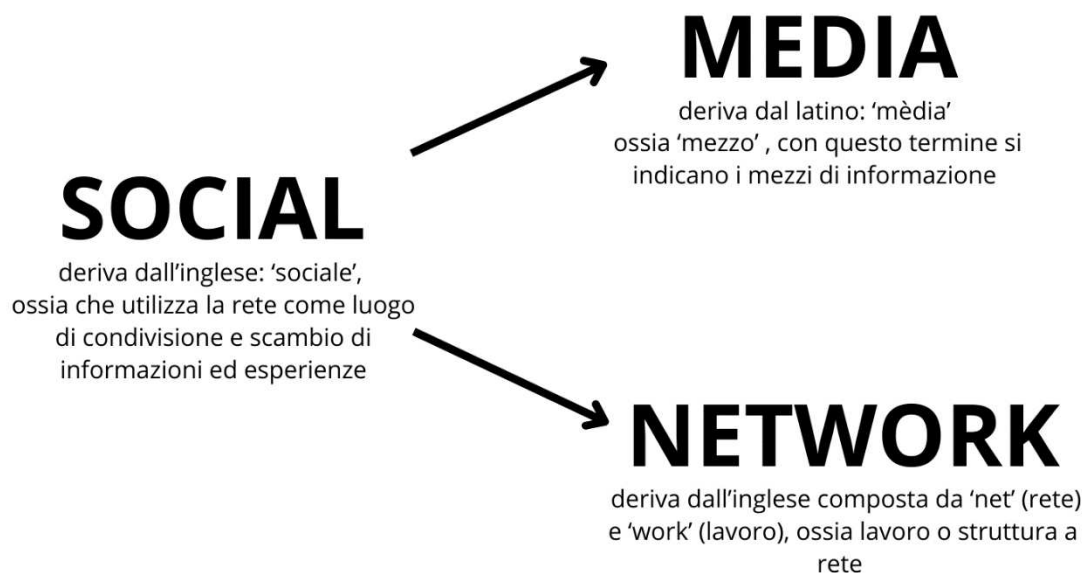 SOCIAL
deriva dall'inglese: 'sociale',
ossia che utilizza la rete come luogo
di condivisione e scambio di
informazioni ed esperienze
MEDIA
deriva dal latino: 'mèdia'
ossia 'mezzo' , con questo termine si
indicano i mezzi di informazione
NETWORK
deriva dall'inglese composta da 'net' (rete)
e 'work' (lavoro), ossia lavoro o struttura a
rete